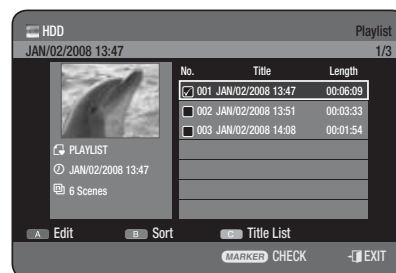 HDD Playlist
JAN/02/2008 13:47 1/3
No. Title Length
001 JAN/02/2008 13:47 00:06:09
002 JAN/02/2008 13:51 00:03:33
003 JAN/02/2008 14:08 00:01:54
PLAYLIST
JAN/02/2008 13:47
6 Scenes
A Edit B Sort C Title List
MARKER CHECK EXIT